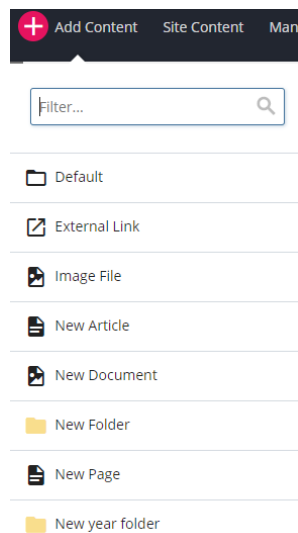 Add Content Site Content Man
Filter...
Default
External Link
Image File
New Article
New Document
New Folder
New Page
New year folder